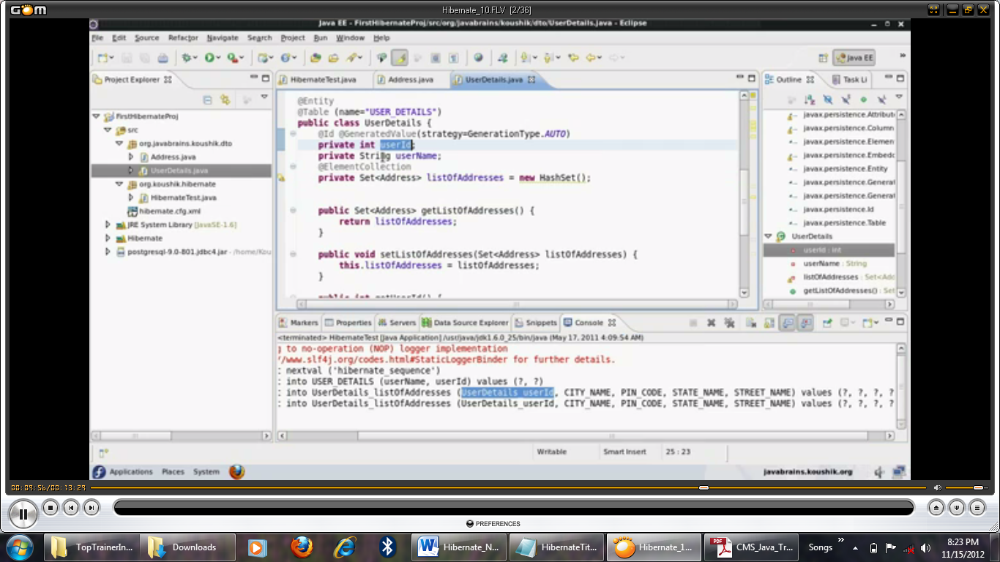 GOM
Hibernate_10.FLV [2/36]
Java EE - FirstHibernateProj/src/org/javabrains/koushik/dto/UserDetails.java - Eclipse
File Edit Source Refactor Navigate Search Project Run Window Help
Java EE
Project Explorer
FirstHibernateProj
src
org.javabrains.koushik.dto
Address.java
UserDetails.java
org.koushik.hibernate
HibernateTest.java
hibernate.cfg.xml
JRE System Library [JavaSE-1.6]
Hibernate
postgresql-9.0-801.jdbc4.jar - /home/Kou
HibernateTest.java Address.java UserDetails.java
@Entity
@Table (name="USER_DETAILS")
public class UserDetails {
@Id @GeneratedValue(strategy=GenerationType.AUTO)
private int userId;
private String userName;
@ElementCollection
private Set<Address> listOfAddresses = new HashSet();
public Set<Address> getListOfAddresses() {
return listOfAddresses;
}
public void setListOfAddresses(Set<Address> listOfAddresses) {
this.listOfAddresses = listOfAddresses;
}
public int getUserId() {
Outline Task Li
javax.persistence.Attribut
javax.persistence.Column
javax.persistence.Elemen
javax.persistence.Embedd
javax.persistence.Entity
javax.persistence.Generat
javax.persistence.Generat
javax.persistence.Id
javax.persistence.Table
UserDetails
userId : int
userName : String
listOfAddresses : Set<Add
getListOfAddresses() : Set
Markers Properties Servers Data Source Explorer Snippets Console
<terminated> HibernateTest [Java Application] /usr/java/jdk1.6.0_25/bin/java (May 17, 2011 4:09:54 AM)
g to no-operation (NOP) logger implementation
/www.slf4j.org/codes.html#StaticLoggerBinder for further details.
: nextval ('hibernate_sequence')
: into USER_DETAILS (userName, userId) values (?, ?)
: into UserDetails_listOfAddresses (UserDetails_userId, CITY_NAME, PIN_CODE, STATE_NAME, STREET_NAME) values (?, ?, ?, ?
: into UserDetails_listOfAddresses (UserDetails_userId, CITY_NAME, PIN_CODE, STATE_NAME, STREET_NAME) values (?, ?, ?, ?
Writable Smart Insert 25 : 23
Applications Places System
javabrains.koushik.org
00:09:56/00:13:29
PREFERENCES
TopTrainerIn... Downloads Hibernate_N... HibernateTit... Hibernate_1... CMS_Java_Tr... Songs
8:23 PM
11/15/2012